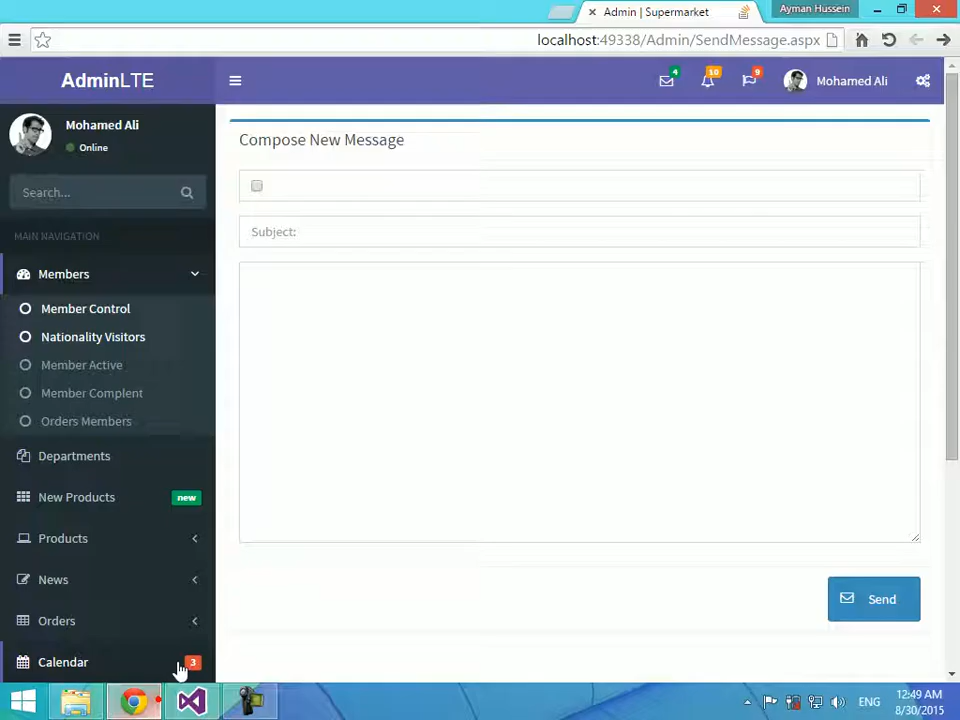 Admin | Supermarket
Ayman Hussein
localhost:49338/Admin/SendMessage.aspx
AdminLTE
4
10
9
Mohamed Ali
Mohamed Ali
Online
Search...
MAIN NAVIGATION
Members
Member Control
Nationality Visitors
Member Active
Member Complent
Orders Members
Departments
New Products new
Products
News
Orders
Calendar 3
Compose New Message
Subject:
Send
ENG
12:49 AM
8/30/2015